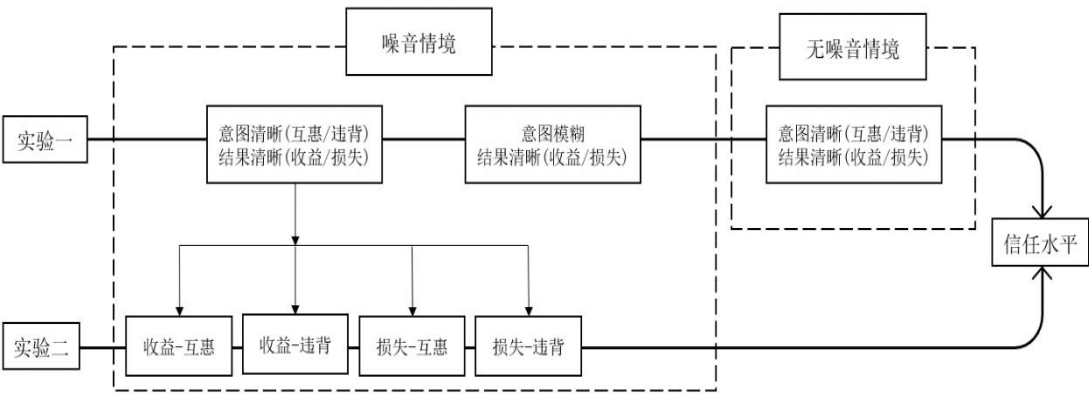 噪音情境
无噪音情境
实验一
意图清晰(互惠/违背)
结果清晰(收益/损失)
意图模糊
结果清晰(收益/损失)
意图清晰(互惠/违背)
结果清晰(收益/损失)
信任水平
实验二
收益-互惠
收益-违背
损失-互惠
损失-违背